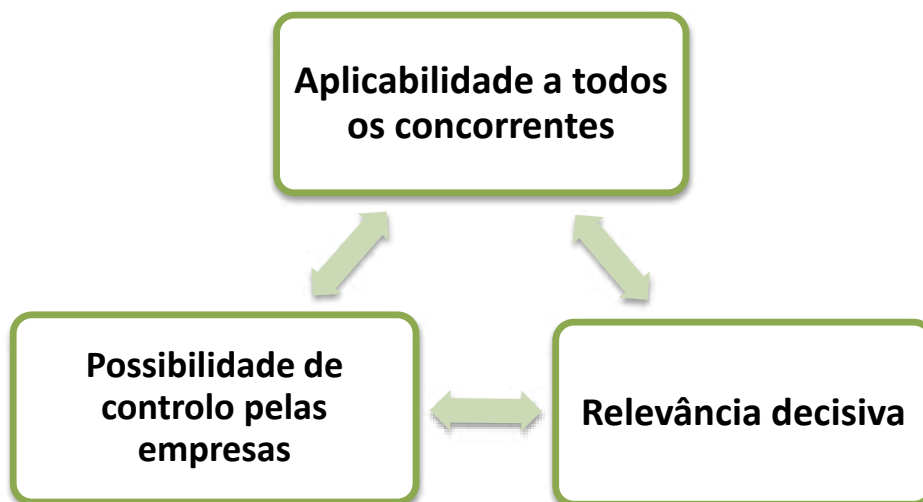 Aplicabilidade a todos
os concorrentes
Possibilidade de
controlo pelas
empresas
Relevância decisiva